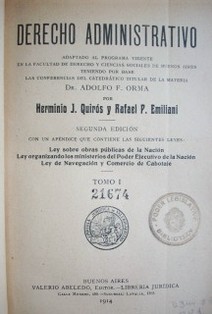 DERECHO ADMINISTRATIVO
ADAPTADO AL PROGRAMA VIGENTE
EN LA FACULTAD DE DERECHO Y CIENCIAS SOCIALES DE BUENOS AIRES
TENIENDO POR BASE
LAS CONFERENCIAS DEL CATEDRÁTICO TITULAR DE LA MATERIA
Dr. ADOLFO F. ORMA
POR
Herminio J. Quirós y Rafael P. Emiliani
SEGUNDA EDICIÓN
CON UN APÉNDICE QUE CONTIENE LAS SIGUIENTES LEYES:
Ley sobre obras públicas de la Nación
Ley organizando los ministerios del Poder Ejecutivo de la Nación
Ley de Navegación y Comercio de Cabotaje
TOMO I
21674
PODER LEGISLATIVO
BIBLIOTECA
BUENOS AIRES
VALERIO ABELEDO, Editor.-LIBRERÍA JURÍDICA
1914